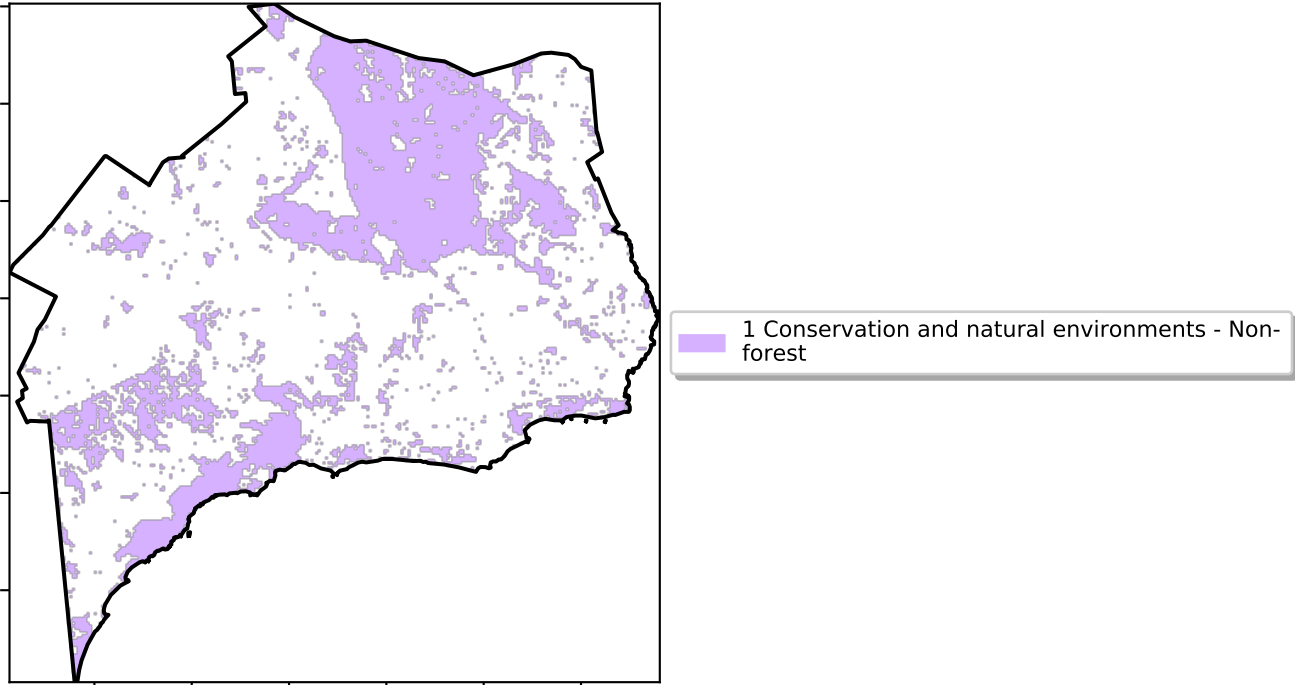 1 Conservation and natural environments - Non-
forest